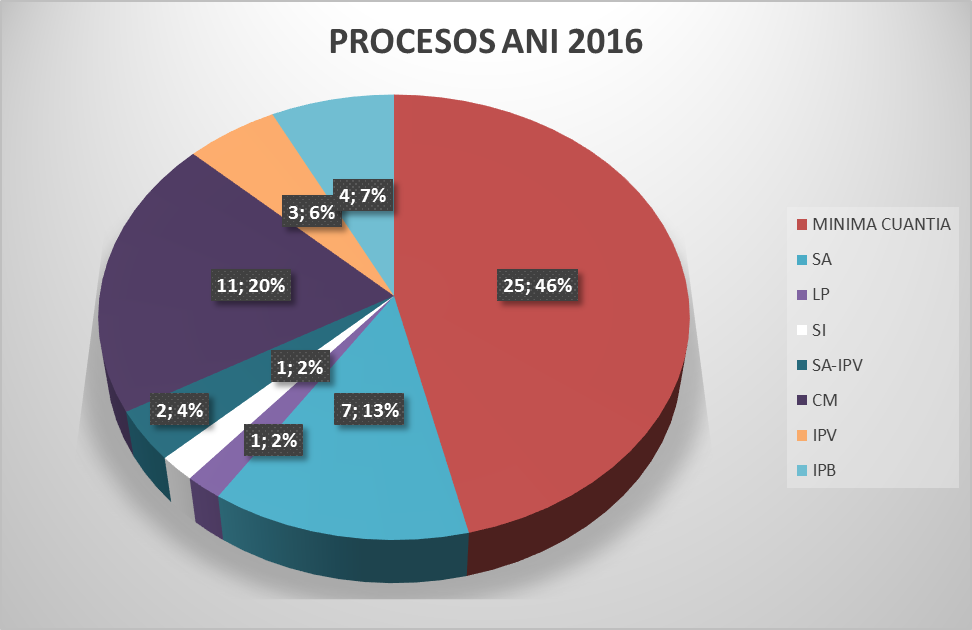 PROCESOS ANI 2016
4; 7%
3; 6%
11; 20%
25; 46%
1; 2%
2; 4%
7; 13%
1; 2%
MINIMA CUANTIA
SA
LP
SI
SA-IPV
CM
IPV
IPB